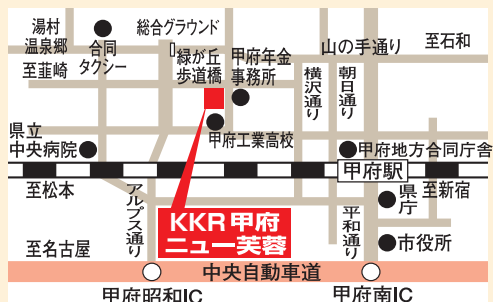 湯村
温泉郷
至韮崎
合同
タクシー
総合グラウンド
緑が丘
歩道橋
甲府年金
事務所
山の手通り
至石和
横沢通り
朝日通り
県立
中央病院
甲府工業高校
甲府地方合同庁舎
甲府駅
至松本
アルプス通り
KKR甲府
ニュー芙蓉
平和通り
県庁
至新宿
市役所
至名古屋
中央自動車道
甲府昭和IC
甲府南IC